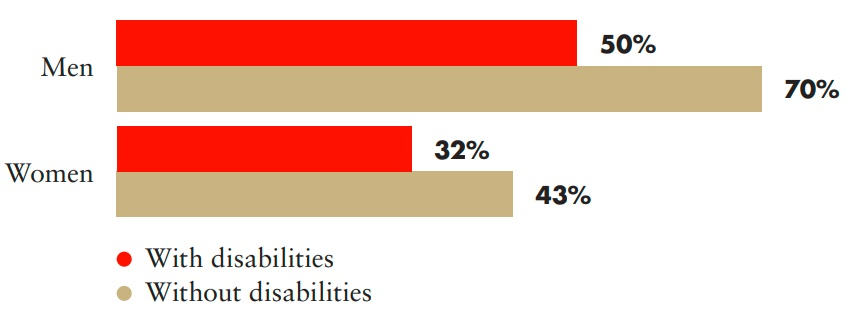 50%
Men
70%
32%
Women
43%
With disabilities
Without disabilities